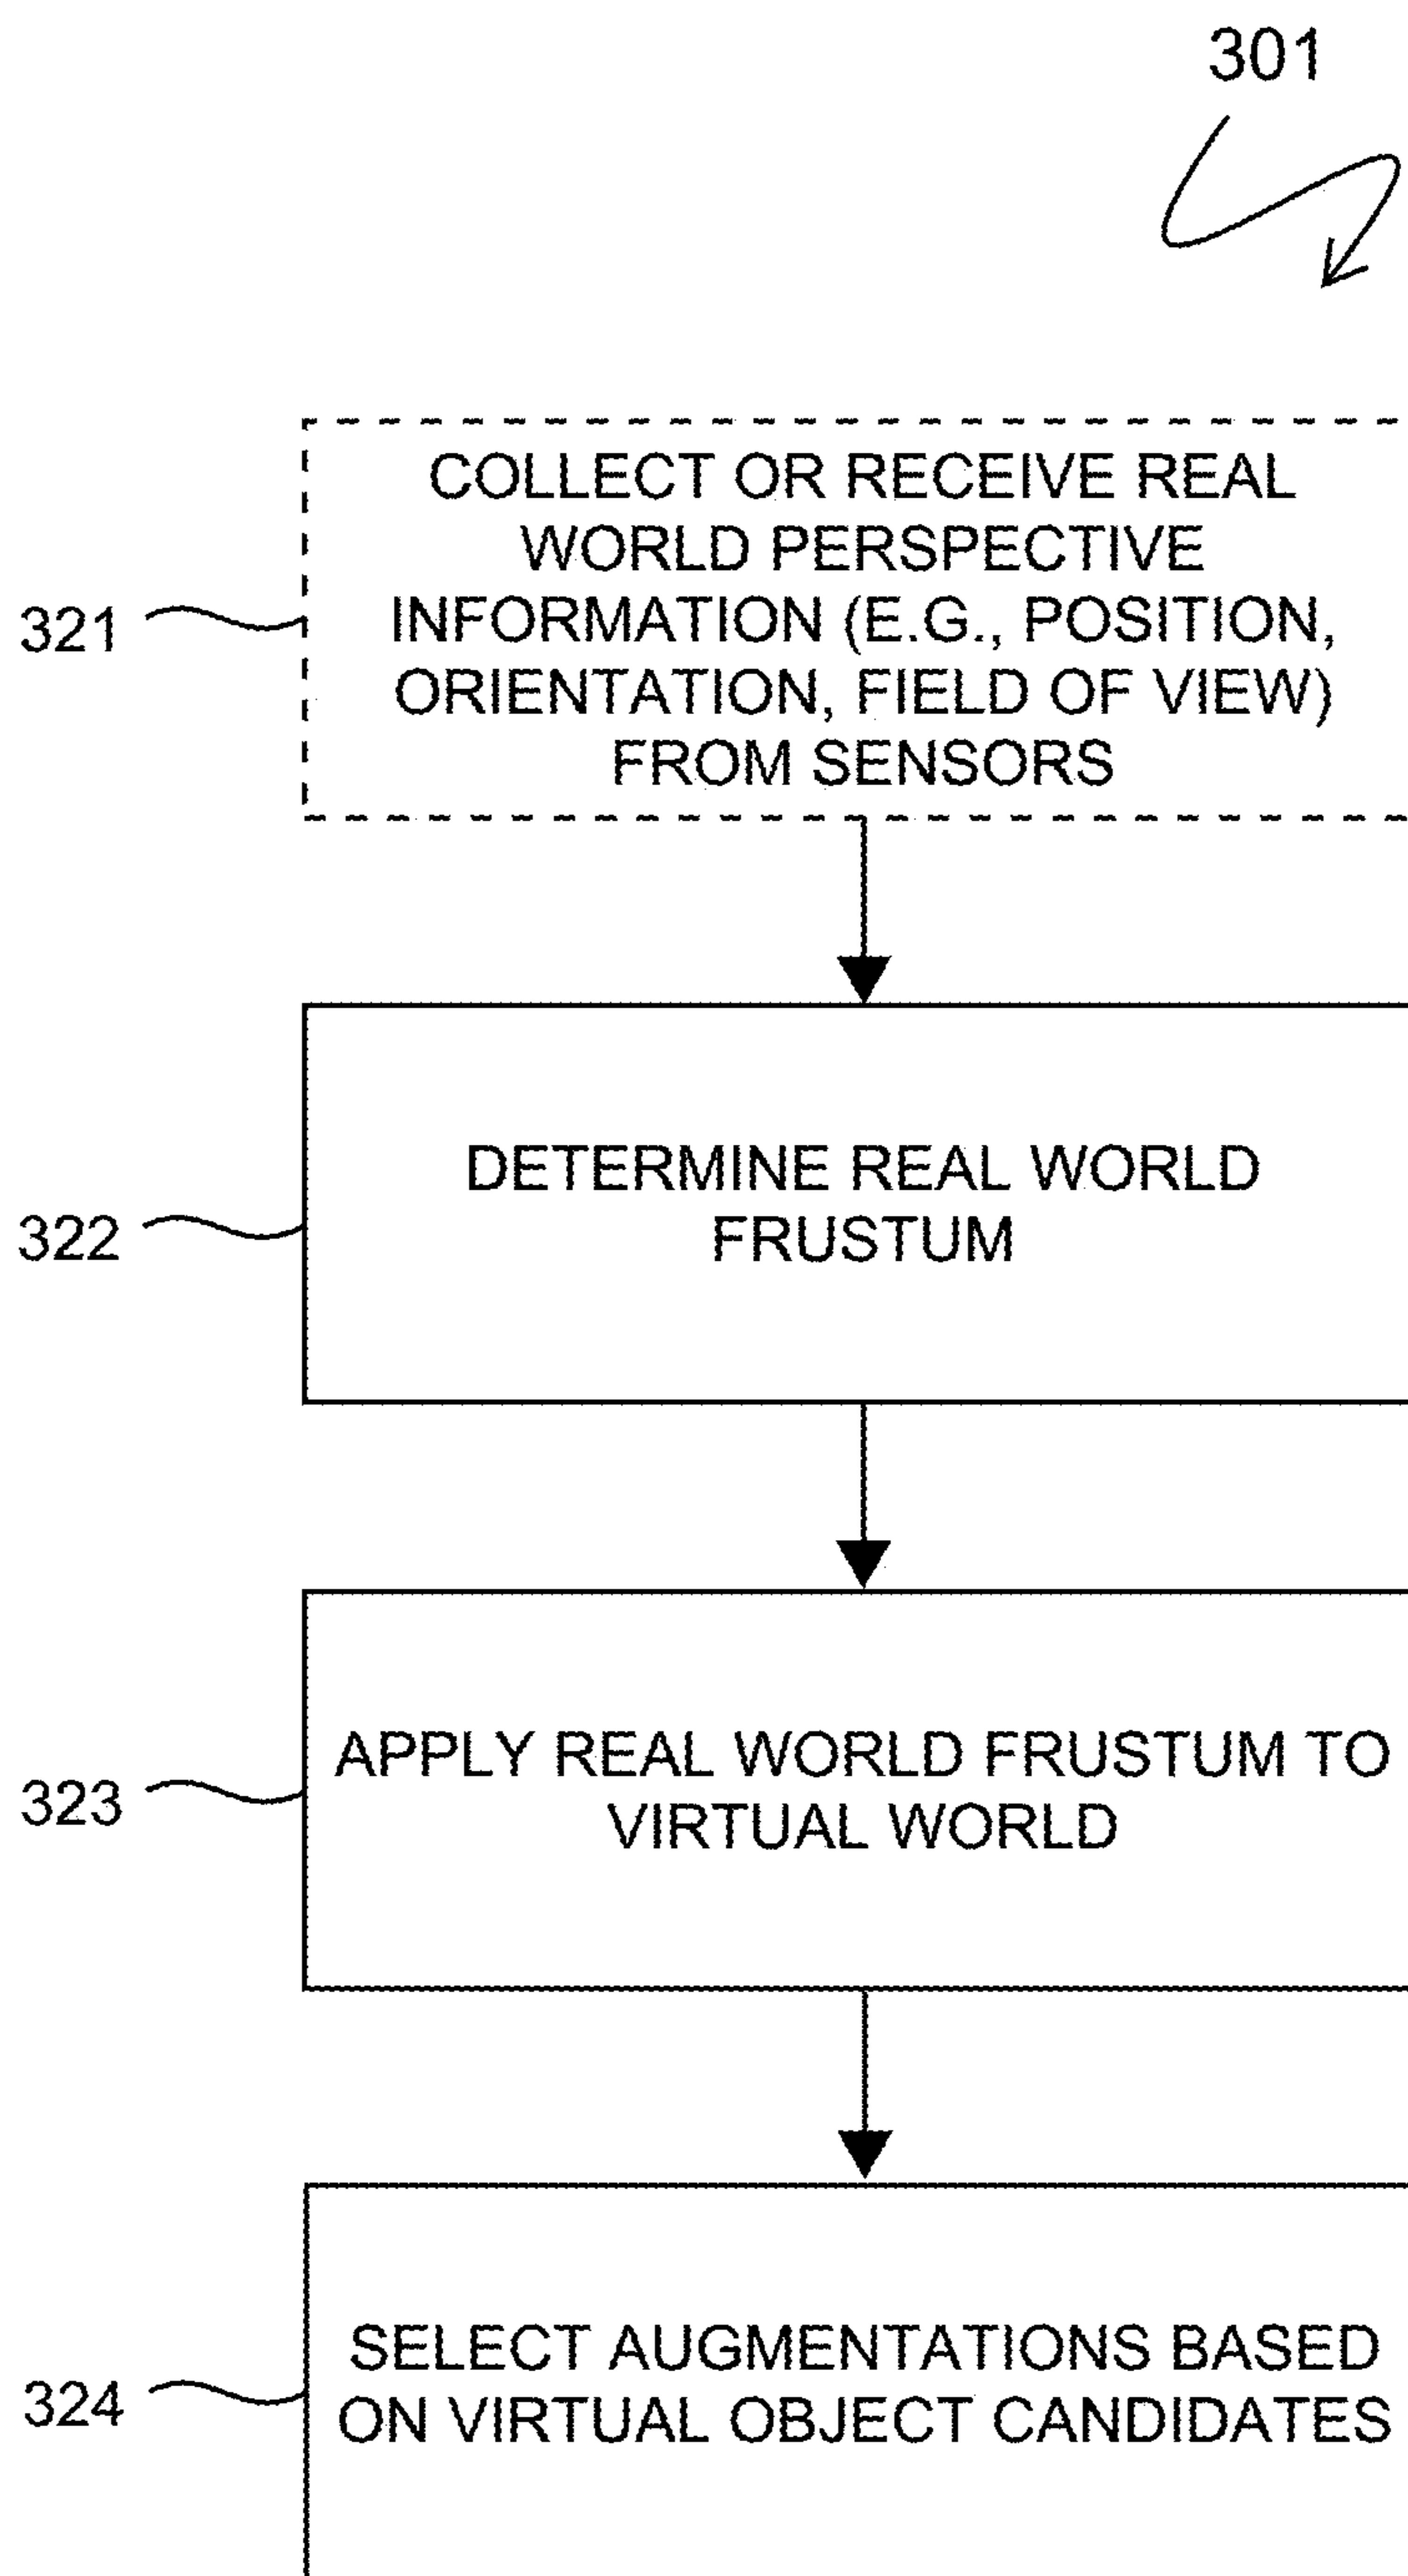 301
COLLECT OR RECEIVE REAL
WORLD PERSPECTIVE
INFORMATION (E.G., POSITION,
ORIENTATION, FIELD OF VIEW)
FROM SENSORS
321
DETERMINE REAL WORLD
FRUSTUM
322
APPLY REAL WORLD FRUSTUM TO
VIRTUAL WORLD
323
SELECT AUGMENTATIONS BASED
ON VIRTUAL OBJECT CANDIDATES
324